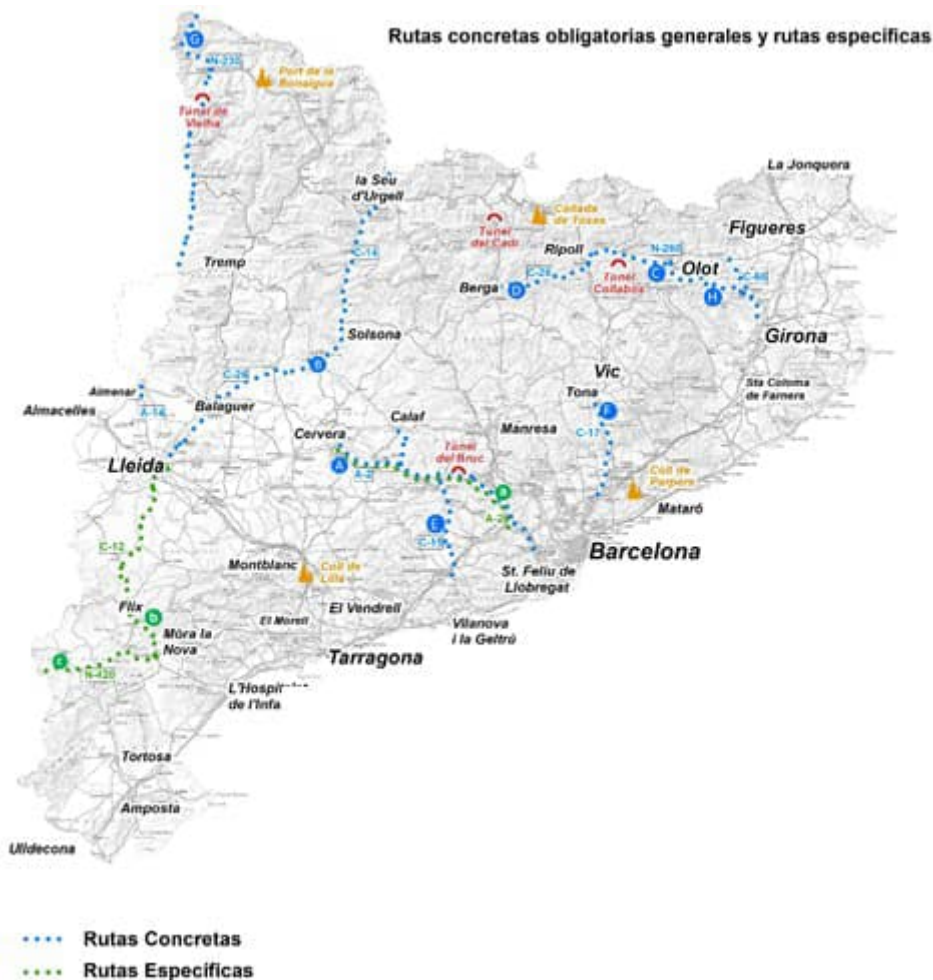 Rutas concretas obligatorias generales y rutas específicas
G
N-230
Port de la
Bonaigua
Túnel de
Vielha
La Jonquera
la Seu
d'Urgell
Collada
de Toses
Túnel
del Cadí
Figueres
Ripoll
N-260
C-14
Tremp
Túnel
Collabós
C
Olot
C-66
Berga
D
C-26
H
Solsona
Girona
B
C-26
Vic
Sta Coloma
de Farners
Almenar
Tona
Almacelles
A-14
Balaguer
Calaf
F
Cervera
Manresa
C-17
Túnel
del Bruc
Lleida
A
A-2
a
Coll de
Parpers
A-2
Mataró
E
C-15
C-12
Barcelona
Montblanc
Coll de
Lilla
St. Feliu de
Llobregat
Flix
El Vendrell
b
El Morell
Vilanova
i la Geltrú
Móra la
Nova
Tarragona
c
N-420
L'Hospitalet
de l'Infa
Tortosa
Amposta
Ulldecona
Rutas Concretas
Rutas Específicas